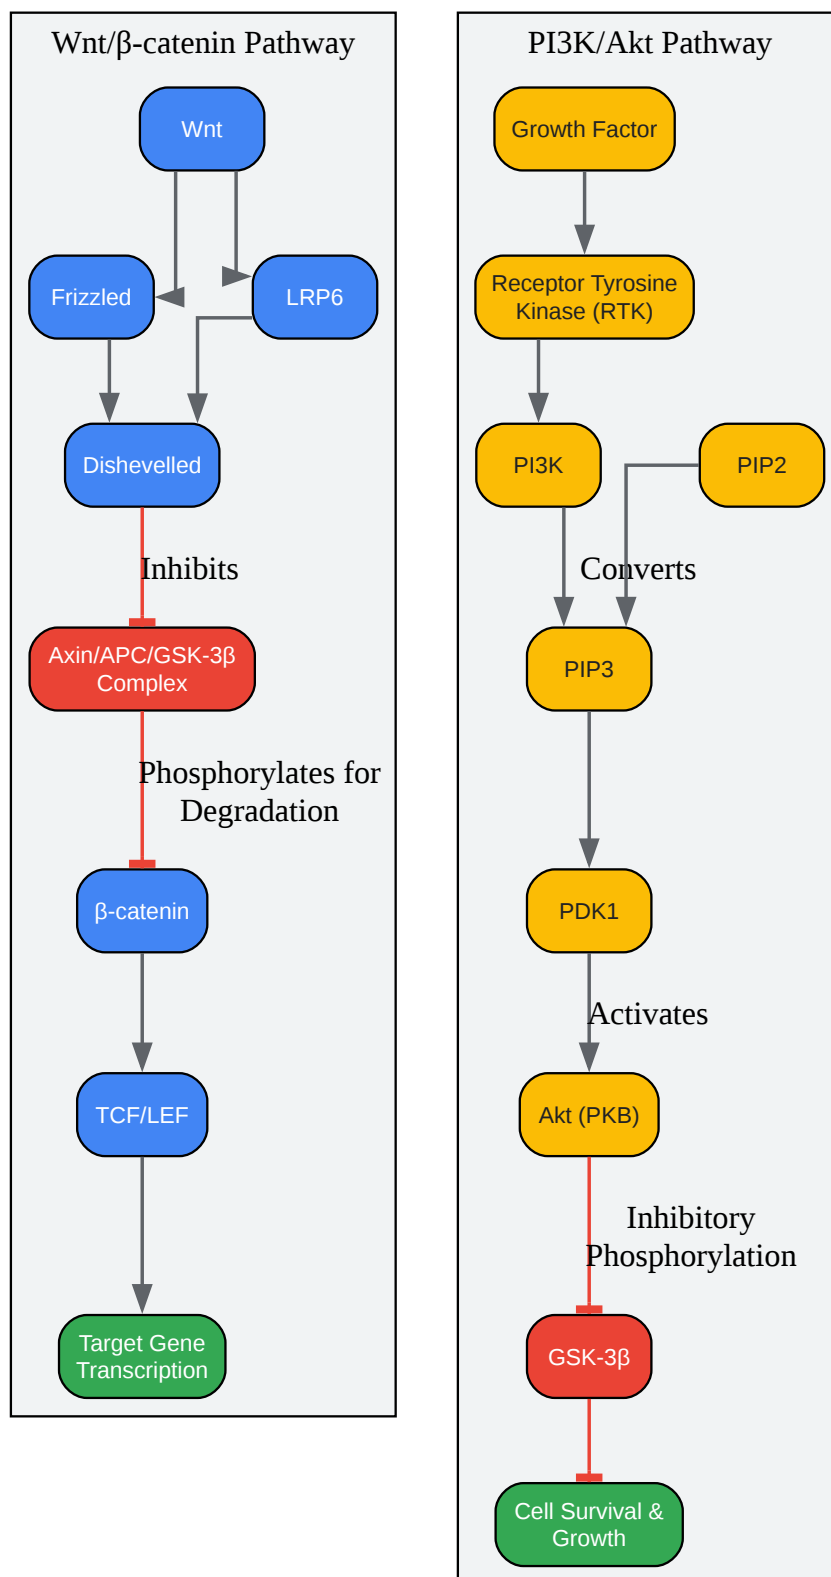 Wnt/β-catenin Pathway
Wnt
Frizzled
LRP6
Dishevelled
Inhibits
Axin/APC/GSK-3β
Complex
Phosphorylates for
Degradation
β-catenin
TCF/LEF
Target Gene
Transcription
PI3K/Akt Pathway
Growth Factor
Receptor Tyrosine
Kinase (RTK)
PI3K
PIP2
Converts
PIP3
PDK1
Activates
Akt (PKB)
Inhibitory
Phosphorylation
GSK-3β
Cell Survival &
Growth